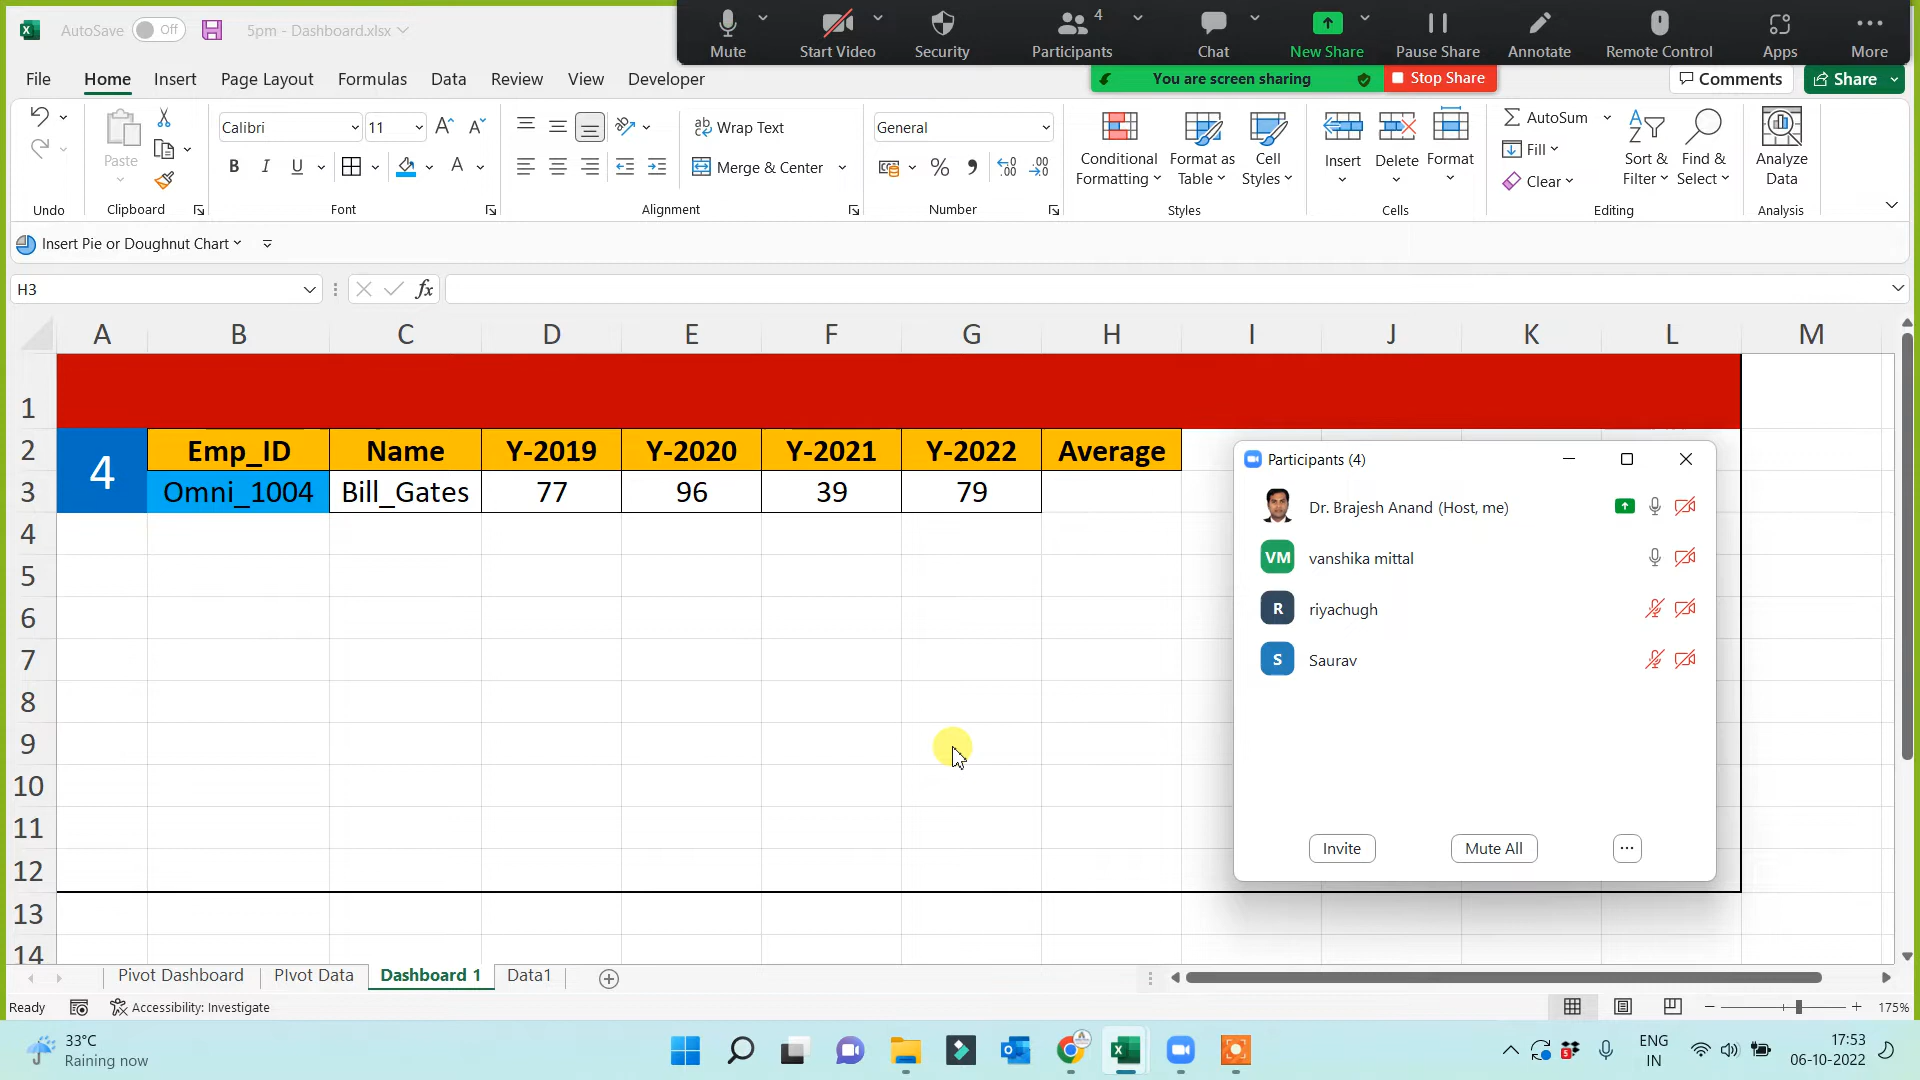 AutoSave Off 5pm - Dashboard.xlsx
Mute Start Video Security Participants 4 Chat New Share Pause Share Annotate Remote Control Apps More
File Home Insert Page Layout Formulas Data Review View Developer
You are screen sharing Stop Share
Comments Share
Calibri 11 Wrap Text General
Paste
B I U A Merge & Center
Conditional Formatting
Format as Table
Cell Styles
Insert Delete Format
AutoSum
Fill
Clear
Sort & Filter
Find & Select
Analyze Data
Undo Clipboard Font Alignment Number Styles Cells Editing Analysis
Insert Pie or Doughnut Chart
H3 fx
A B C D E F G H I J K L M
1
2 4 Emp_ID Name Y-2019 Y-2020 Y-2021 Y-2022 Average
3 Omni_1004 Bill_Gates 77 96 39 79
4
5
6
7
8
9
10
11
12
13
14
Participants (4)
Dr. Brajesh Anand (Host, me)
VM vanshika mittal
R riyachugh
S Saurav
Invite Mute All ...
Pivot Dashboard PIvot Data Dashboard 1 Data1
Ready Accessibility: Investigate 175%
33°C
Raining now
5
ENG
IN
17:53
06-10-2022